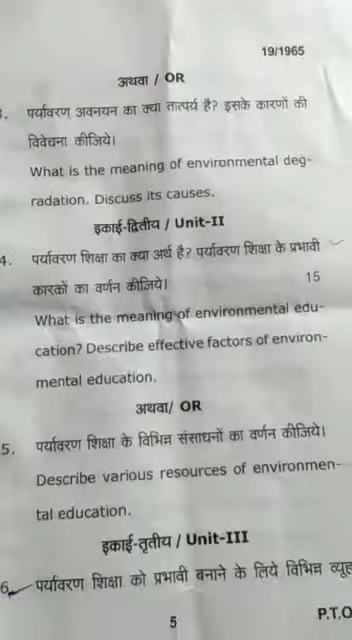 19/1965
अथवा / OR
पर्यावरण अवनयन का क्या तात्पर्य है? इसके कारणों की
विवेचना कीजिये।
What is the meaning of environmental deg-
radation. Discuss its causes.
इकाई-द्वितीय / Unit-II
4. पर्यावरण शिक्षा का क्या अर्थ है? पर्यावरण शिक्षा के प्रभावी
कारकों का वर्णन कीजिये। 15
What is the meaning of environmental edu-
cation? Describe effective factors of environ-
mental education.
अथवा/ OR
5. पर्यावरण शिक्षा के विभिन्न संसाधनों का वर्णन कीजिये।
Describe various resources of environmen-
tal education.
इकाई-तृतीय / Unit-III
6. पर्यावरण शिक्षा को प्रभावी बनाने के लिये विभिन्न
5
P.T.O